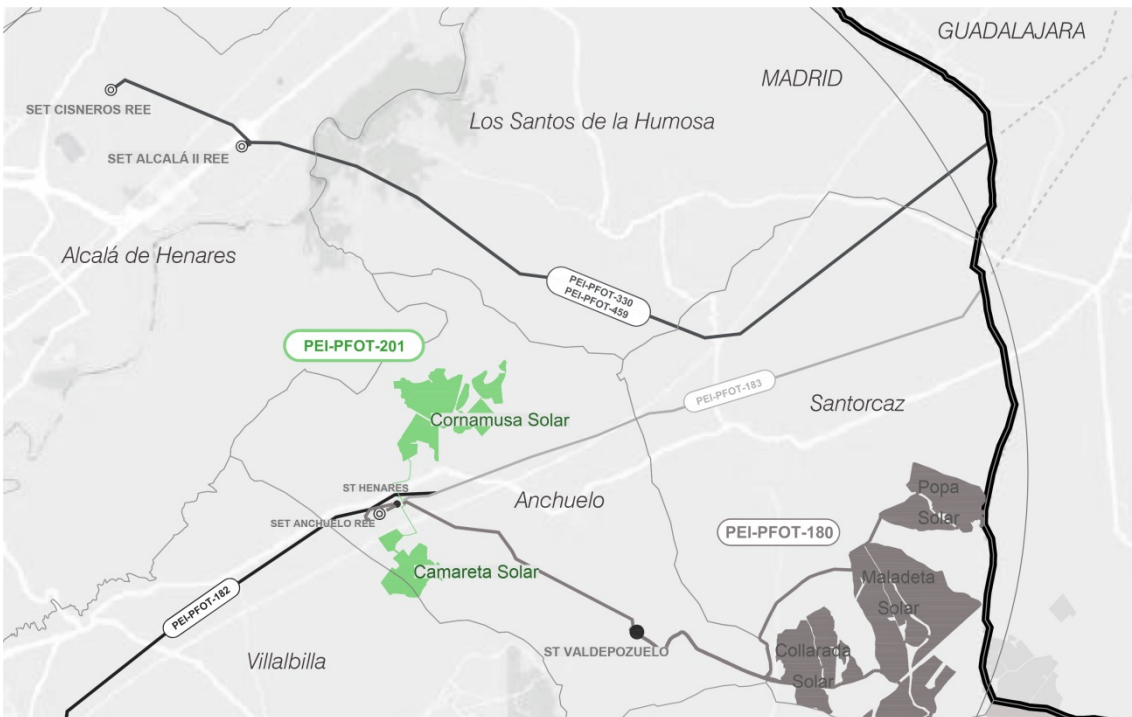 GUADALAJARA
MADRID
SET CISNEROS REE
Los Santos de la Humosa
SET ALCALÁ II REE
Alcalá de Henares
PEI-PFOT-330
PEI-PFOT-459
PEI-PFOT-201
PEI-PFOT-183
Santorcaz
Cornamusa Solar
ST HENARES
Anchuelo
Popa
Solar
SET ANCHUELO REE
PEI-PFOT-180
Camareta Solar
Maladeta
Solar
PEI-PFOT-182
ST VALDEPOZUELO
Collarada
Solar
Villalbilla